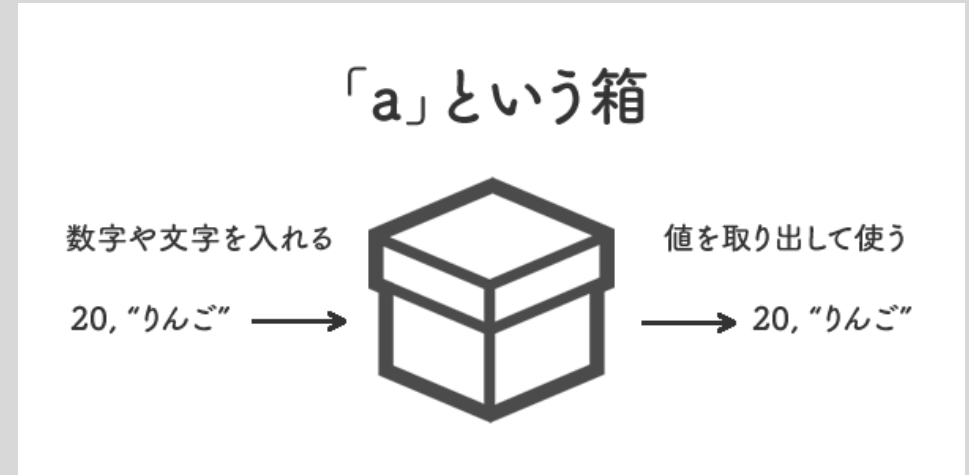 「a」という箱
数字や文字を入れる
値を取り出して使う
20, “りんご”
20, “りんご”